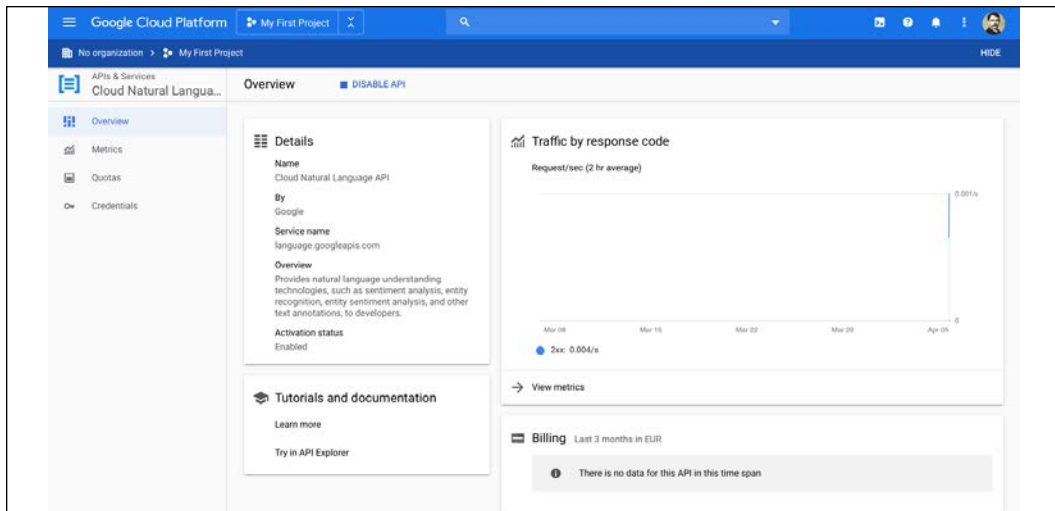 Google Cloud Platform
My First Project
No organization > My First Project
HIDE
APIs & Services
Cloud Natural Langua...
Overview
DISABLE API
Overview
Metrics
Quotas
Credentials
Details
Name
Cloud Natural Language API
By
Google
Service name
language.googleapis.com
Overview
Provides natural language understanding
technologies, such as sentiment analysis, entity
recognition, entity sentiment analysis, and other
text annotations, to developers.
Activation status
Enabled
Tutorials and documentation
Learn more
Try in API Explorer
Traffic by response code
Request/sec (2 hr average)
0.001/s
0
Mar 08
Mar 15
Mar 22
Mar 29
Apr 05
2xx: 0.004/s
View metrics
Billing Last 3 months in EUR
There is no data for this API in this time span